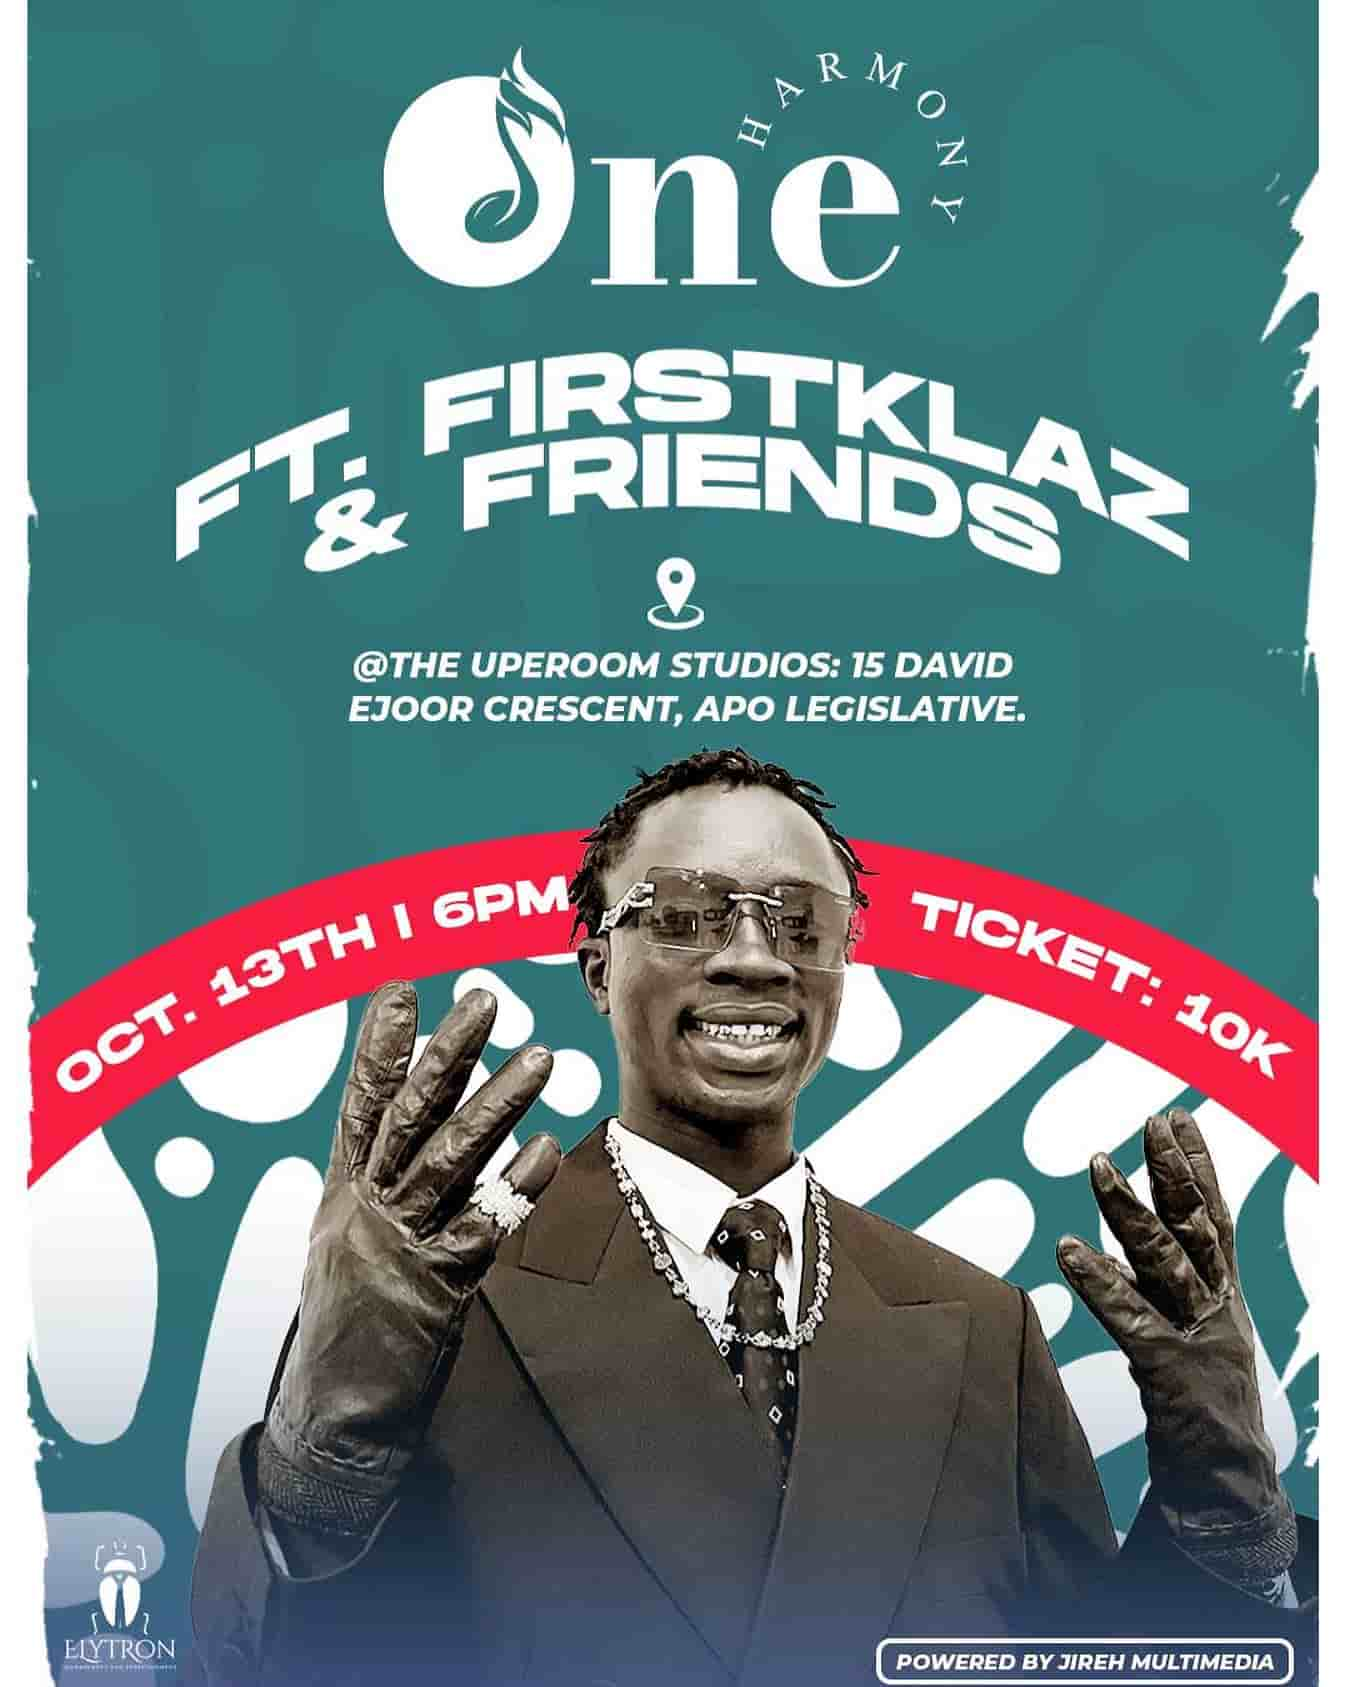 One
HARMONY
FT. FIRSTKLAZ
& FRIENDS
@THE UPEROOM STUDIOS: 15 DAVID
EJOOR CRESCENT, APO LEGISLATIVE.
OCT. 13TH | 6PM
TICKET: 10K
ELYTRON
POWERED BY JIREH MULTIMEDIA